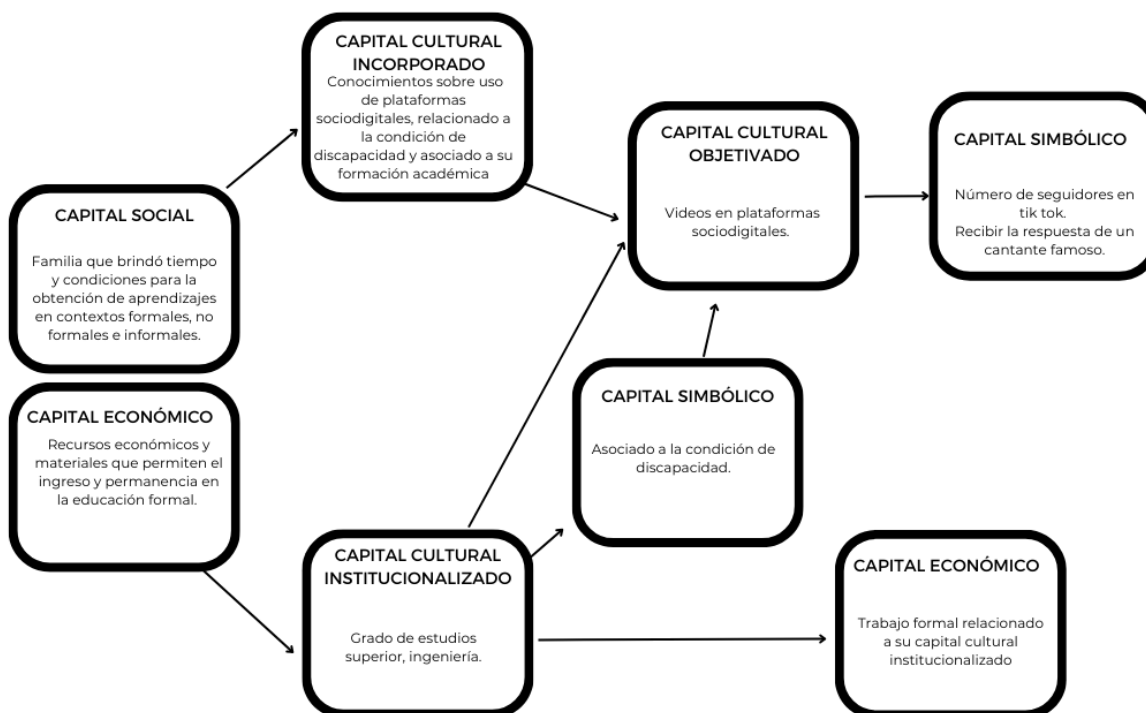 CAPITAL CULTURAL
INCORPORADO
Conocimientos sobre uso
de plataformas
sociodigitales, relacionado a
la condición de
discapacidad y asociado a su
formación académica
CAPITAL SOCIAL
Familia que brindó tiempo
y condiciones para la
obtención de aprendizajes
en contextos formales, no
formales e informales.
CAPITAL ECONÓMICO
Recursos económicos y
materiales que permiten el
ingreso y permanencia en
la educación formal.
CAPITAL CULTURAL
INSTITUCIONALIZADO
Grado de estudios
superior, ingeniería.
CAPITAL CULTURAL
OBJETIVADO
Videos en plataformas
sociodigitales.
CAPITAL SIMBÓLICO
Asociado a la condición de
discapacidad.
CAPITAL SIMBÓLICO
Número de seguidores en
tik tok.
Recibir la respuesta de un
cantante famoso.
CAPITAL ECONÓMICO
Trabajo formal relacionado
a su capital cultural
institucionalizado